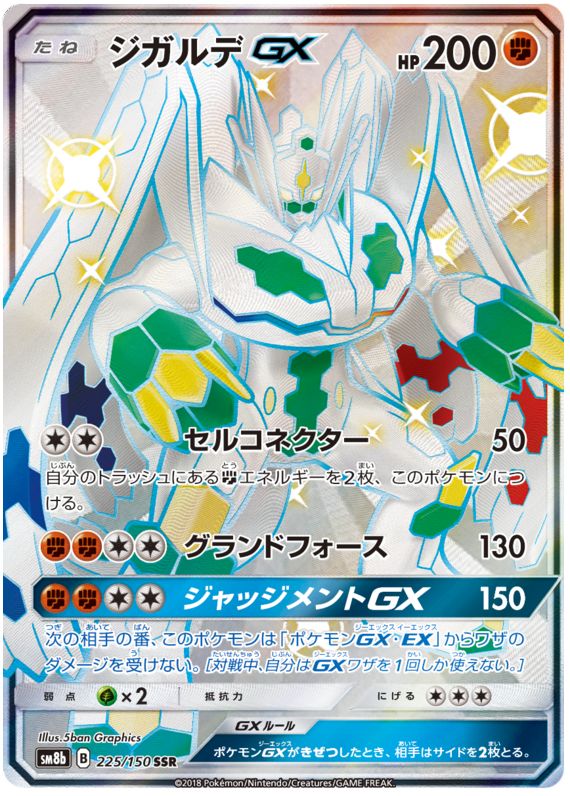 たね ジガルデGX HP200
セルコネクター 50
自分のトラッシュにあるエネルギーを2枚、このポケモンにつ
ける。
グランドフォース 130
ジャッジメントGX 150
次の相手の番、このポケモンは「ポケモンGX・EX」からワザの
ダメージを受けない。[対戦中、自分はGXワザを1回しか使えない。]
弱点 ×2 抵抗力 にげる
Illus.5ban Graphics
GXルール
sm8b B 225/150 SSR
ポケモンGXがきぜつしたとき、相手はサイドを2枚とる。
©2018 Pokémon/Nintendo/Creatures/GAME FREAK.